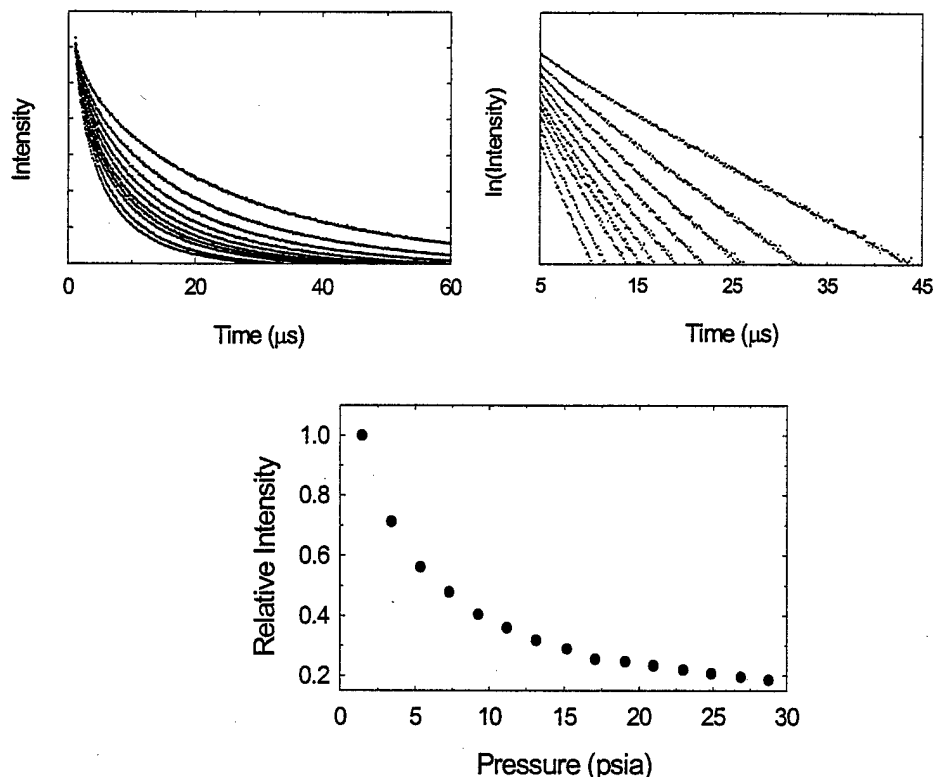 Intensity
0 20 40 60
Time (μs)
ln(Intensity)
5 15 25 35 45
Time (μs)
Relative Intensity
1.0
0.8
0.6
0.4
0.2
0 5 10 15 20 25 30
Pressure (psia)